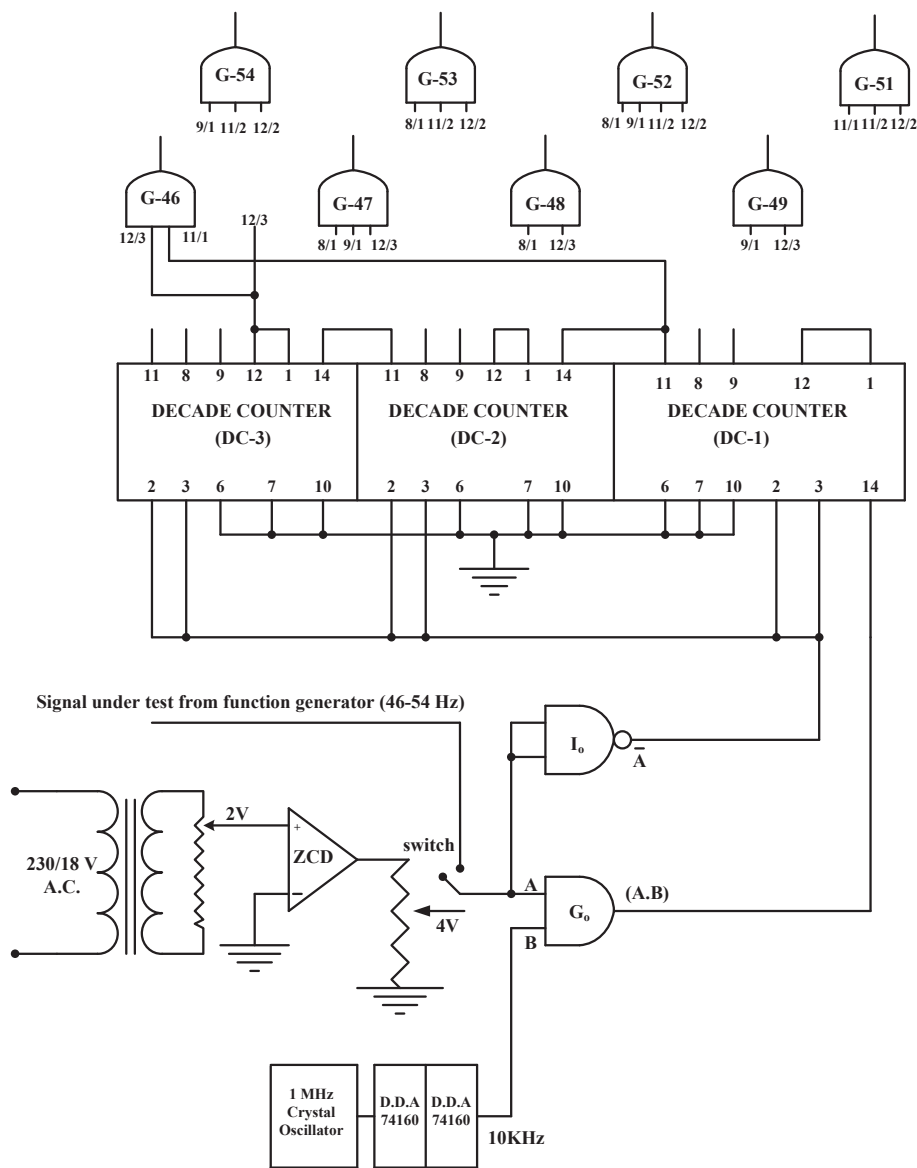 G-54
G-53
G-52
G-51
9/1 11/2 12/2
8/1 11/2 12/2
8/1 9/1 11/2 12/2
11/1 11/2 12/2
G-46
G-47
G-48
G-49
12/3 11/1
12/3
8/1 9/1 12/3
8/1 12/3
9/1 12/3
11 8 9 12 1 14
11 8 9 12 1 14
11 8 9 12 1
DECADE COUNTER
(DC-3)
DECADE COUNTER
(DC-2)
DECADE COUNTER
(DC-1)
2 3 6 7 10
2 3 6 7 10
6 7 10 2 3 14
Signal under test from function generator (46-54 Hz)
Io
A̅
230/18 V
A.C.
2V
+
−
ZCD
switch
4V
A
B
Go
(A.B)
1 MHz
Crystal
Oscillator
D.D.A
74160
D.D.A
74160
10KHz